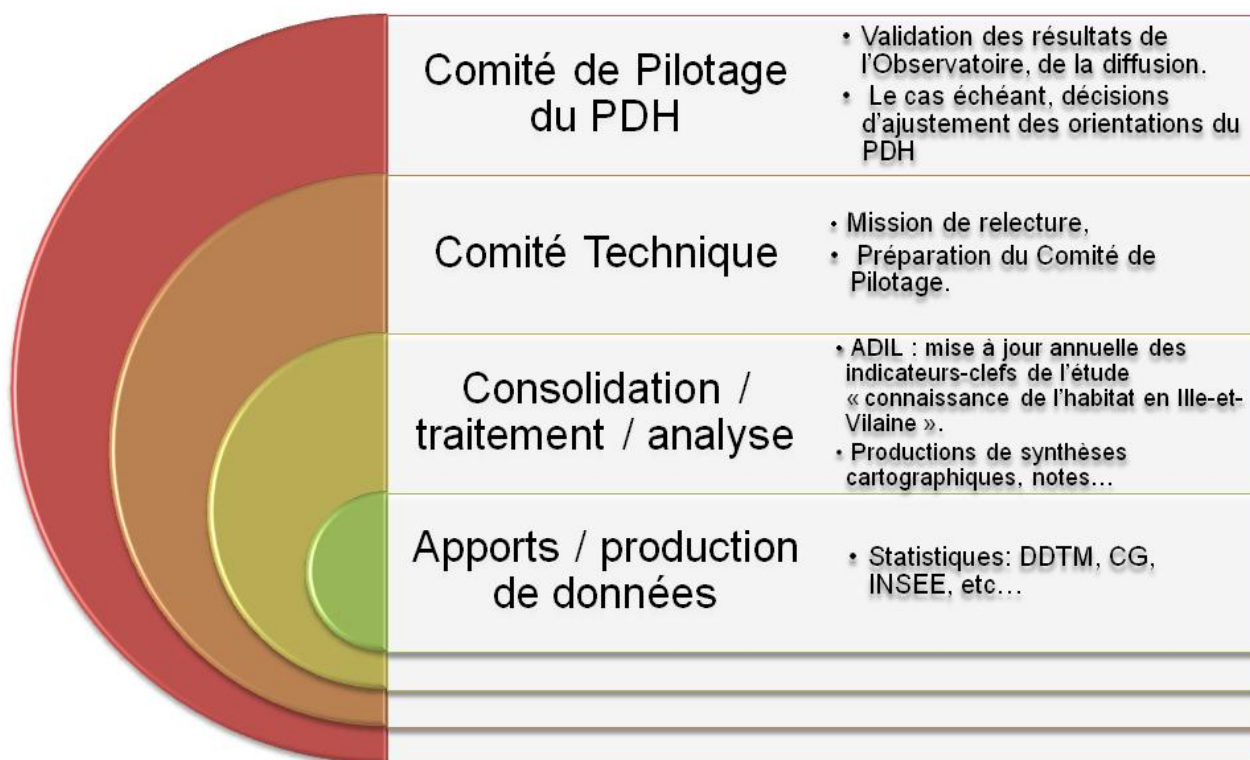 Comité de Pilotage
du PDH
• Validation des résultats de
l'Observatoire, de la diffusion.
• Le cas échéant, décisions
d'ajustement des orientations du
PDH
Comité Technique
• Mission de relecture,
• Préparation du Comité de
Pilotage.
Consolidation /
traitement / analyse
• ADIL : mise à jour annuelle des
indicateurs-clefs de l'étude
« connaissance de l'habitat en Ille-et-
Vilaine ».
• Productions de synthèses
cartographiques, notes…
Apports / production
de données
• Statistiques: DDTM, CG,
INSEE, etc…